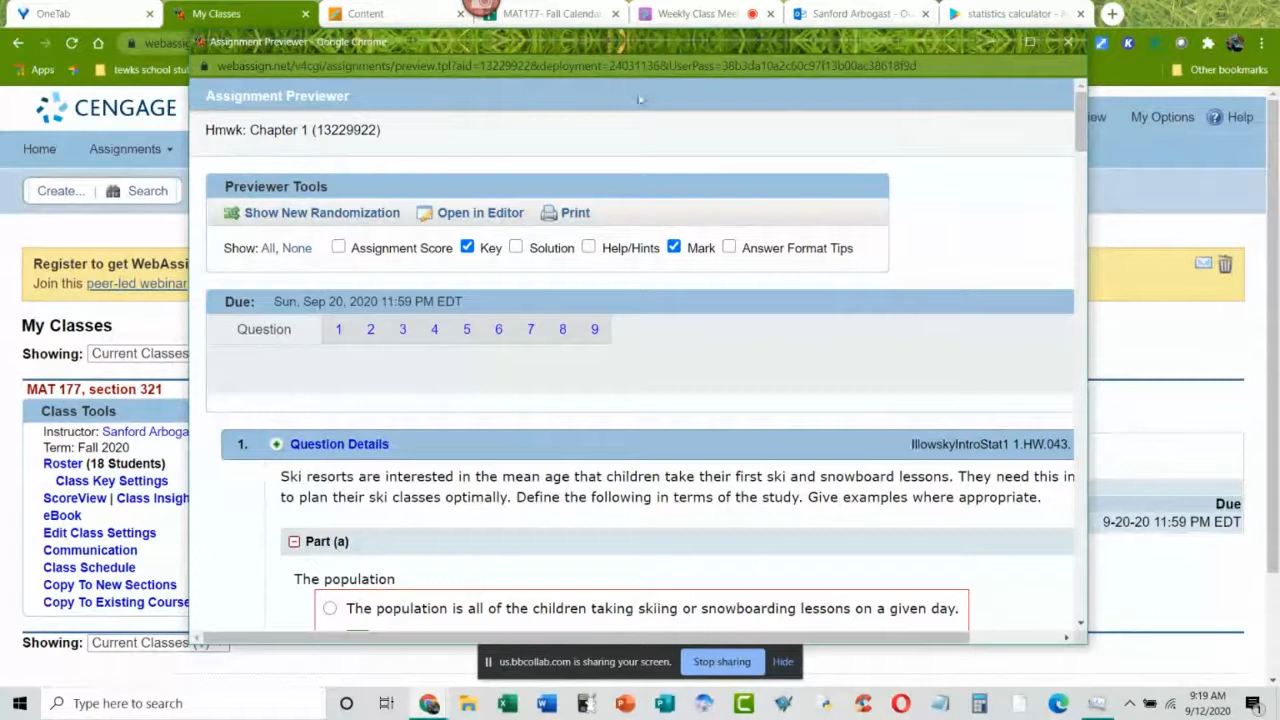 OneTab
My Classes
Content
MAT177- Fall Calenda
Weekly Class Mee
Sanford Arbogast - O
statistics calculator -
webass
Assignment Previewer - Google Chrome
Apps
tewks school stu
webassign.net/v4cgi/assignments/preview.tpl?aid=13229922&deployment=24031136&UserPass=38b3da10a2c60c97f13b00ac38618f9d
Other bookmarks
CENGAGE
Assignment Previewer
ew
My Options
Help
Hmwk: Chapter 1 (13229922)
Home
Assignments
Create...
Search
Previewer Tools
Show New Randomization
Open in Editor
Print
Show: All, None
Assignment Score
Key
Solution
Help/Hints
Mark
Answer Format Tips
Register to get WebAssi
Join this peer-led webinar
Due: Sun, Sep 20, 2020 11:59 PM EDT
Question 1 2 3 4 5 6 7 8 9
My Classes
Showing: Current Classes
MAT 177, section 321
Class Tools
Instructor: Sanford Arboga
Term: Fall 2020
Roster (18 Students)
Class Key Settings
ScoreView | Class Insigh
eBook
Edit Class Settings
Communication
Class Schedule
Copy To New Sections
Copy To Existing Course
Showing: Current Classes
1. Question Details
IllowskyIntroStat1 1.HW.043.
Ski resorts are interested in the mean age that children take their first ski and snowboard lessons. They need this in
to plan their ski classes optimally. Define the following in terms of the study. Give examples where appropriate.
Part (a)
The population
The population is all of the children taking skiing or snowboarding lessons on a given day.
Due
9-20-20 11:59 PM EDT
us.bbcollab.com is sharing your screen.
Stop sharing
Hide
Type here to search
9:19 AM
9/12/2020